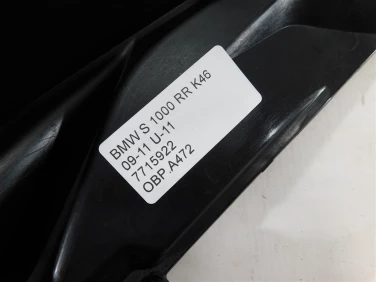 BMW S 1000 RR K46
09-11 U-11
7715922
OBP.A472